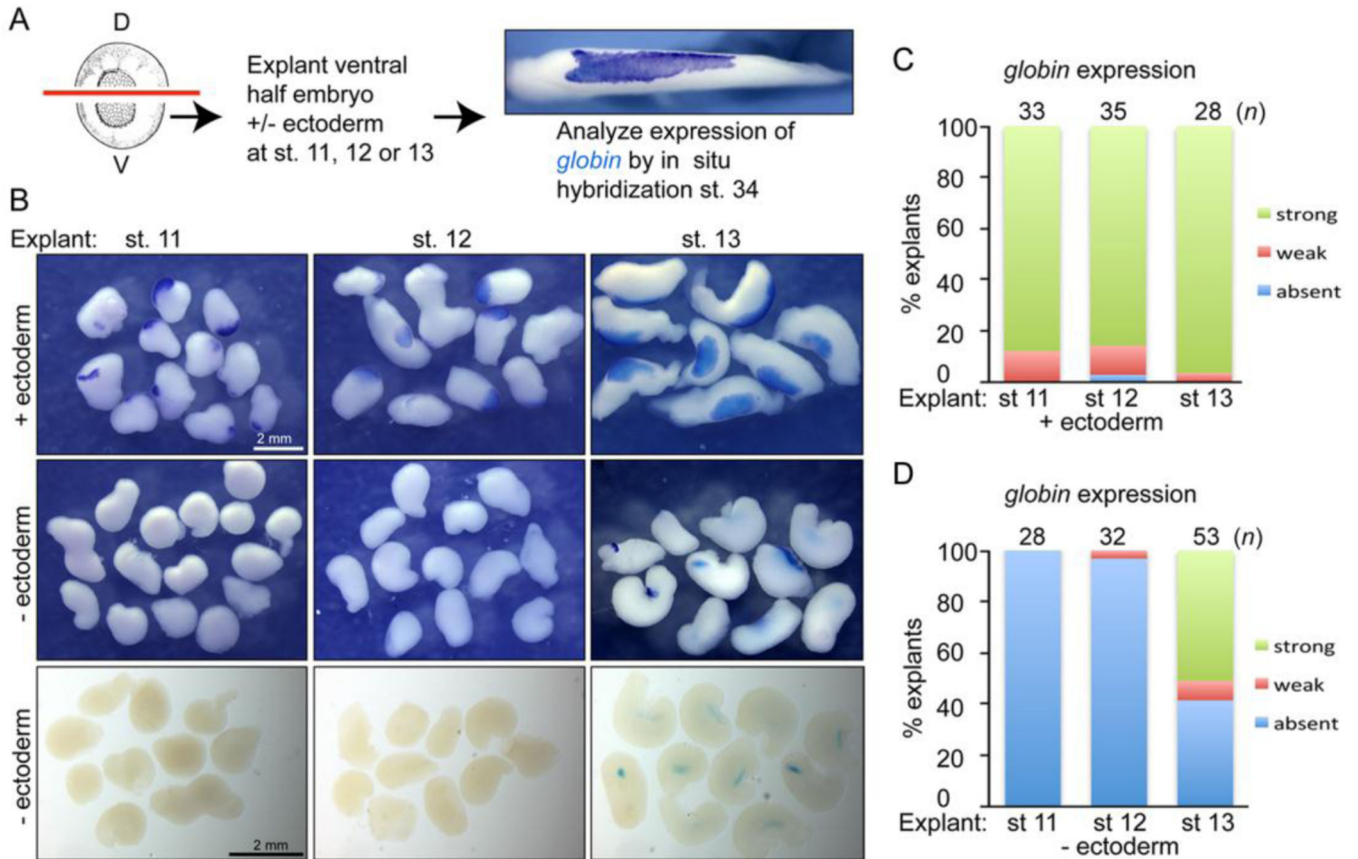 A
D
V
Explant ventral
half embryo
+/- ectoderm
at st. 11, 12 or 13
Analyze expression of
globin by in situ
hybridization st. 34
B
Explant: st. 11 st. 12 st. 13
+ ectoderm
2 mm
- ectoderm
- ectoderm
2 mm
C
globin expression
33 35 28 (n)
100
80
60
40
20
0
% explants
strong
weak
absent
Explant: st 11 st 12 st 13
+ ectoderm
D
globin expression
28 32 53 (n)
100
80
60
40
20
0
% explants
strong
weak
absent
Explant: st 11 st 12 st 13
- ectoderm